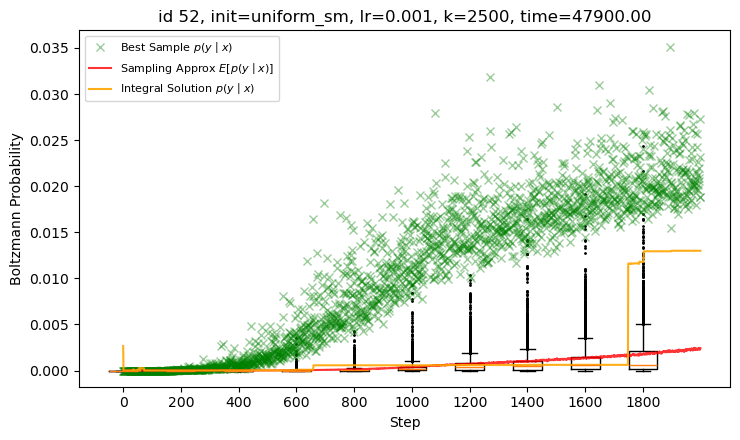 id 52, init=uniform_sm, lr=0.001, k=2500, time=47900.00
Best Sample p(y | x)
Sampling Approx E[p(y | x)]
Integral Solution p(y | x)
Boltzmann Probability
0.035
0.030
0.025
0.020
0.015
0.010
0.005
0.000
0 200 400 600 800 1000 1200 1400 1600 1800
Step